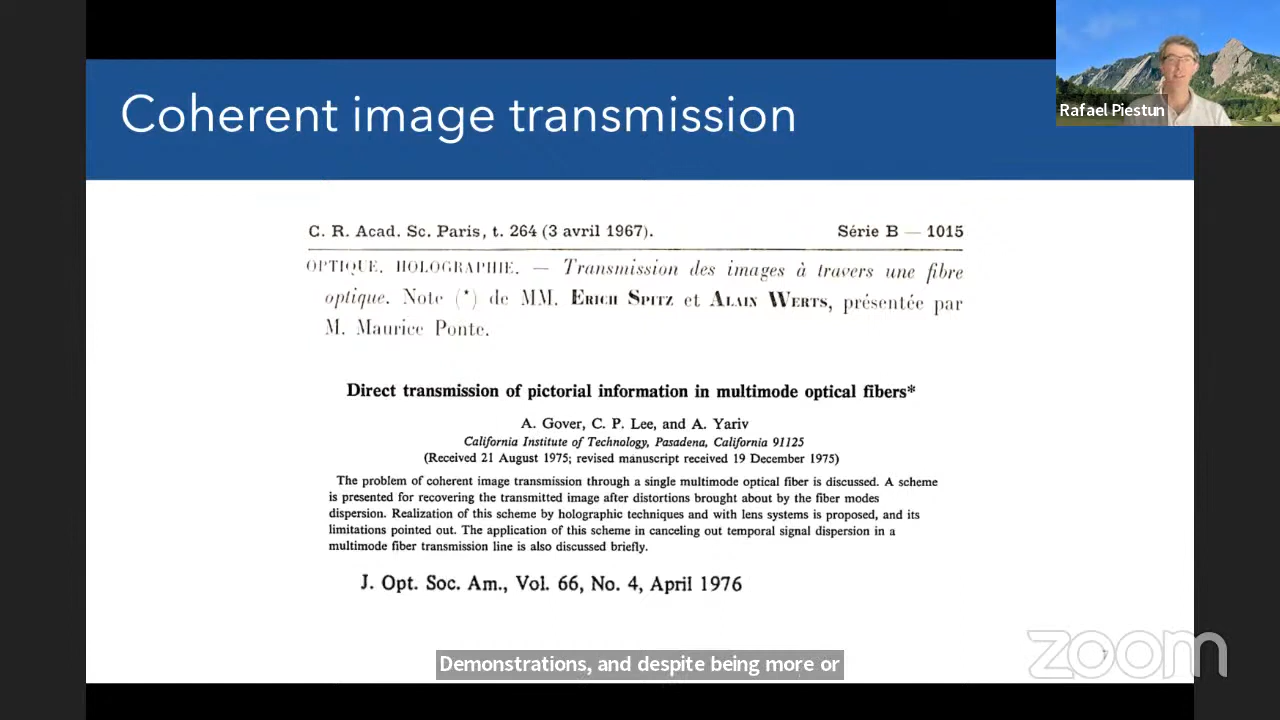 Coherent image transmission
Rafael Piestun
C. R. Acad. Sc. Paris, t. 264 (3 avril 1967). Série B — 1015
OPTIQUE. HOLOGRAPHIE. — Transmission des images à travers une fibre
optique. Note (*) de MM. ERICH SPITZ et ALAIN WERTS, présentée par
M. Maurice Ponte.
Direct transmission of pictorial information in multimode optical fibers*
A. Gover, C. P. Lee, and A. Yariv
California Institute of Technology, Pasadena, California 91125
(Received 21 August 1975; revised manuscript received 19 December 1975)
The problem of coherent image transmission through a single multimode optical fiber is discussed. A scheme
is presented for recovering the transmitted image after distortions brought about by the fiber modes
dispersion. Realization of this scheme by holographic techniques and with lens systems is proposed, and its
limitations pointed out. The application of this scheme in canceling out temporal signal dispersion in a
multimode fiber transmission line is also discussed briefly.
J. Opt. Soc. Am., Vol. 66, No. 4, April 1976
Demonstrations, and despite being more or
zoom